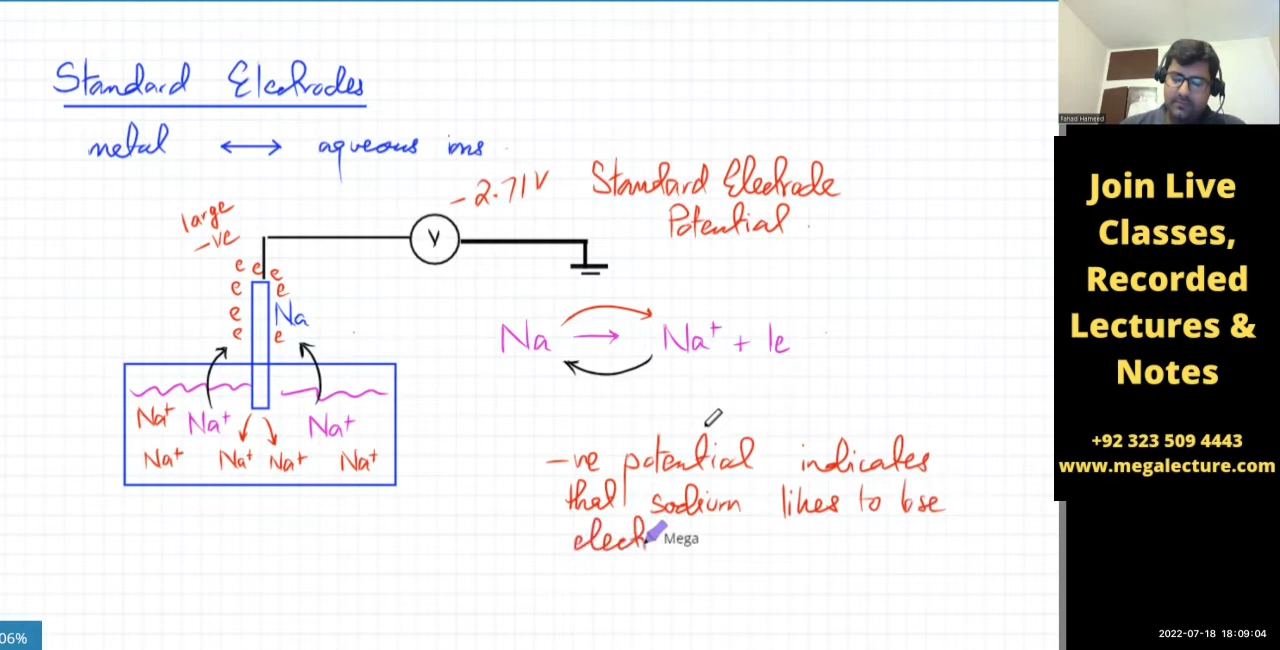 Standard Electrodes
metal ⟷ aqueous ions
-2.71V
Standard Electrode
Potential
large
-ve
V
e e e
e e
e Na
e e
Na → Na⁺ + 1e
Na⁺ Na⁺ Na⁺
Na⁺ Na⁺ Na⁺ Na⁺
-ve potential indicates
that sodium likes to lose
elect
Mega
06%
Fahad Hameed
Join Live
Classes,
Recorded
Lectures &
Notes
+92 323 509 4443
www.megalecture.com
2022-07-18 18:09:04